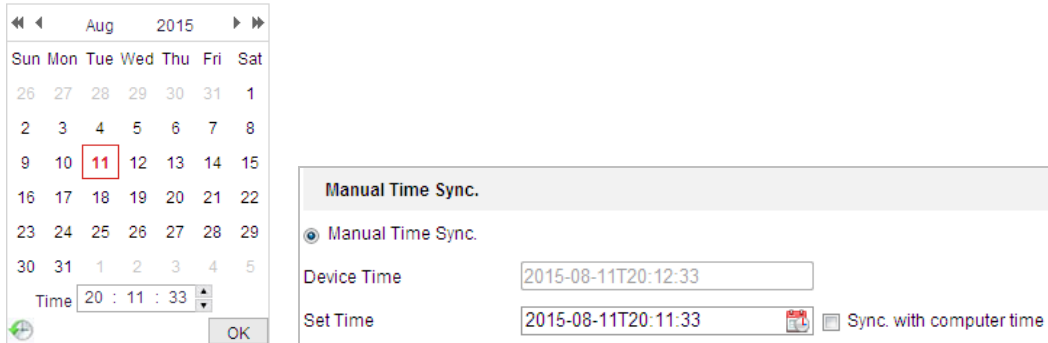 Aug 2015
Sun Mon Tue Wed Thu Fri Sat
26 27 28 29 30 31 1
2 3 4 5 6 7 8
9 10 11 12 13 14 15
16 17 18 19 20 21 22
23 24 25 26 27 28 29
30 31 1 2 3 4 5
Time 20 : 11 : 33
OK
Manual Time Sync.
Manual Time Sync.
Device Time 2015-08-11T20:12:33
Set Time 2015-08-11T20:11:33 Sync. with computer time